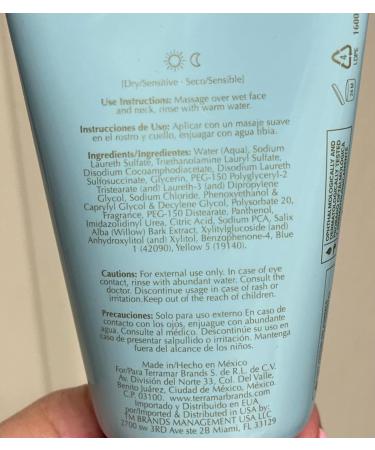 (Dry/Sensitive · Seco/Sensible)
Use Instructions: Massage over wet face
and neck, rinse with warm water.
Instrucciones de Uso: Aplicar con un masaje suave
en el rostro y cuello, enjuagar con agua tibia.
Ingredients/Ingredientes: Water (Aqua), Sodium
Laureth Sulfate, Triethanolamine Lauryl Sulfate,
Disodium Cocoamphodiacetate, Disodium Laureth
Sulfosuccinate, Glycerin, PEG-150 Polyglyceryl-2
Tristearate (and) Laureth-3 (and) Dipropylene
Glycol, Sodium Chloride, Phenoxyethanol &
Caprylyl Glycol & Decylene Glycol, Polysorbate 20,
Fragrance, PEG-150 Distearate, Panthenol,
Imidazolidinyl Urea, Citric Acid, Sodium PCA, Salix
Alba (Willow) Bark Extract, Xylitylglucoside (and)
Anhydroxylitol (and) Xylitol, Benzophenone-4, Blue
1 (42090), Yellow 5 (19140).
Cautions: For external use only. In case of eye
contact, rinse with abundant water. Consult the
doctor. Discontinue usage in case of rash or
irritation.Keep out of the reach of children.
Precauciones: Solo para uso externo En caso de
contacto con los ojos, enjuague con abundante
agua. Consulte al médico. Descontinúe su uso en
caso de presentar salpullido o irritación. Mantenga
fuera del alcance de los niños.
Made in/Hecho en México
For/Para Terramar Brands S. de R.L. de C.V.
Av. División del Norte 33, Col. Del Valle,
Benito Juárez, Ciudad de México, México.
C.P. 03100. www.terramarbrands.com
Importado y Distribuido en EUA
por/Imported & Distributed in USA by:
TM BRANDS MANAGEMENT USA LLC
2700 sw 3RD Ave ste 2B Miami, FL 33129
4
LDPE
1600
24 M
OPHTHALMOLOGICALLY AND
DERMATOLOGICALLY TESTED